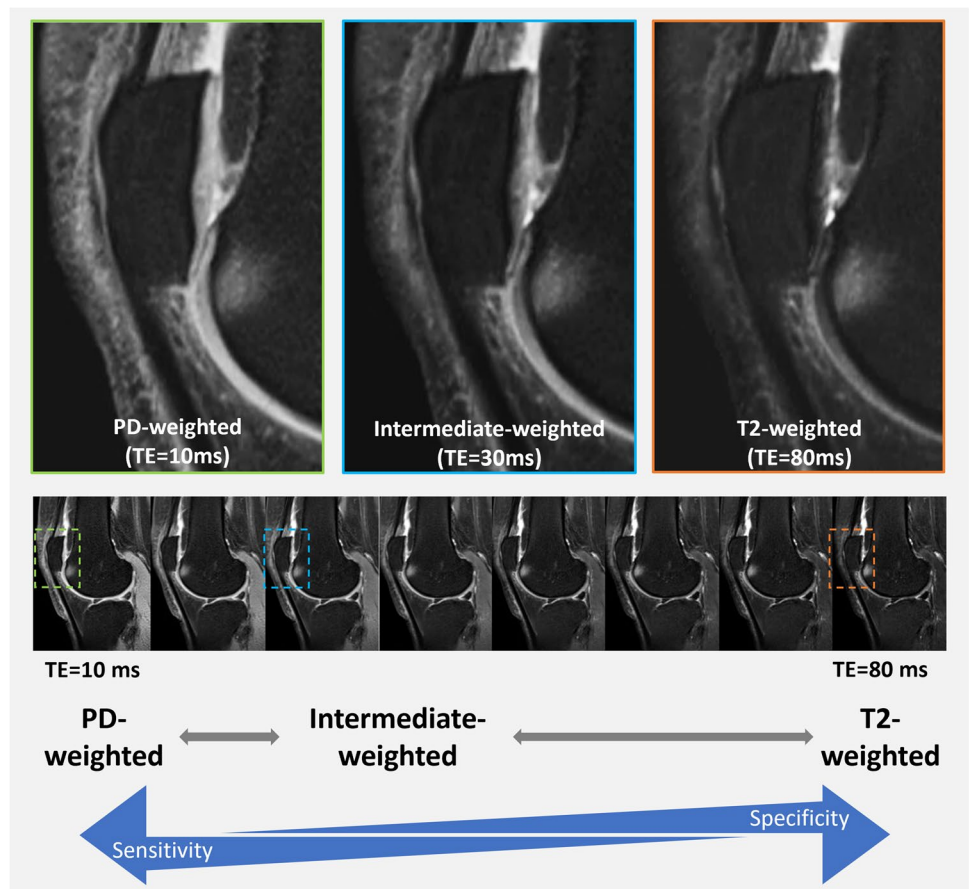 PD-weighted
(TE=10ms)
Intermediate-weighted
(TE=30ms)
T2-weighted
(TE=80ms)
TE=10 ms
TE=80 ms
PD-
weighted
Intermediate-
weighted
T2-
weighted
Specificity
Sensitivity